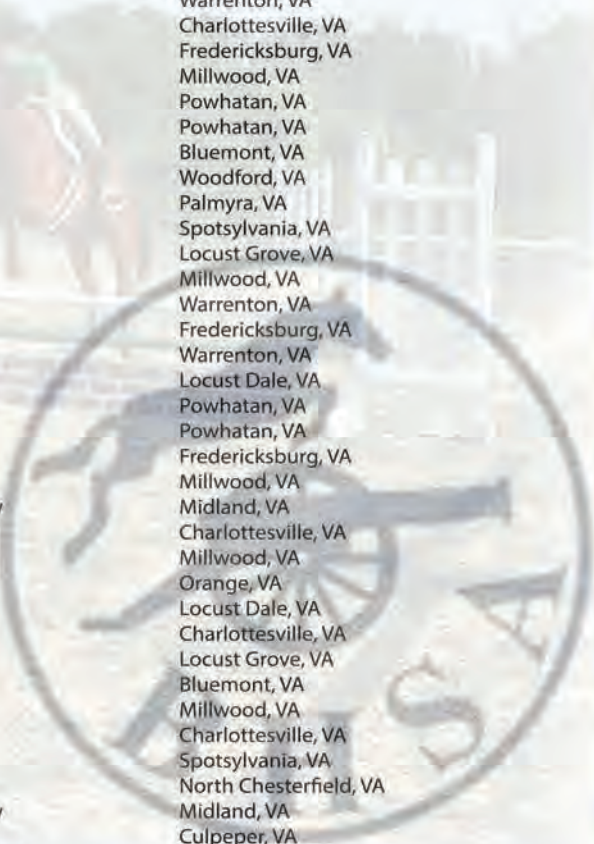 Warrenton, VA
Charlottesville, VA
Fredericksburg, VA
Millwood, VA
Powhatan, VA
Powhatan, VA
Bluemont, VA
Woodford, VA
Palmyra, VA
Spotsylvania, VA
Locust Grove, VA
Millwood, VA
Warrenton, VA
Fredericksburg, VA
Warrenton, VA
Locust Dale, VA
Powhatan, VA
Powhatan, VA
Fredericksburg, VA
Millwood, VA
y Midland, VA
Charlottesville, VA
Millwood, VA
Orange, VA
Locust Dale, VA
Charlottesville, VA
Locust Grove, VA
Bluemont, VA
Millwood, VA
Charlottesville, VA
Spotsylvania, VA
North Chesterfield, VA
y Midland, VA
Culpeper, VA
HSA